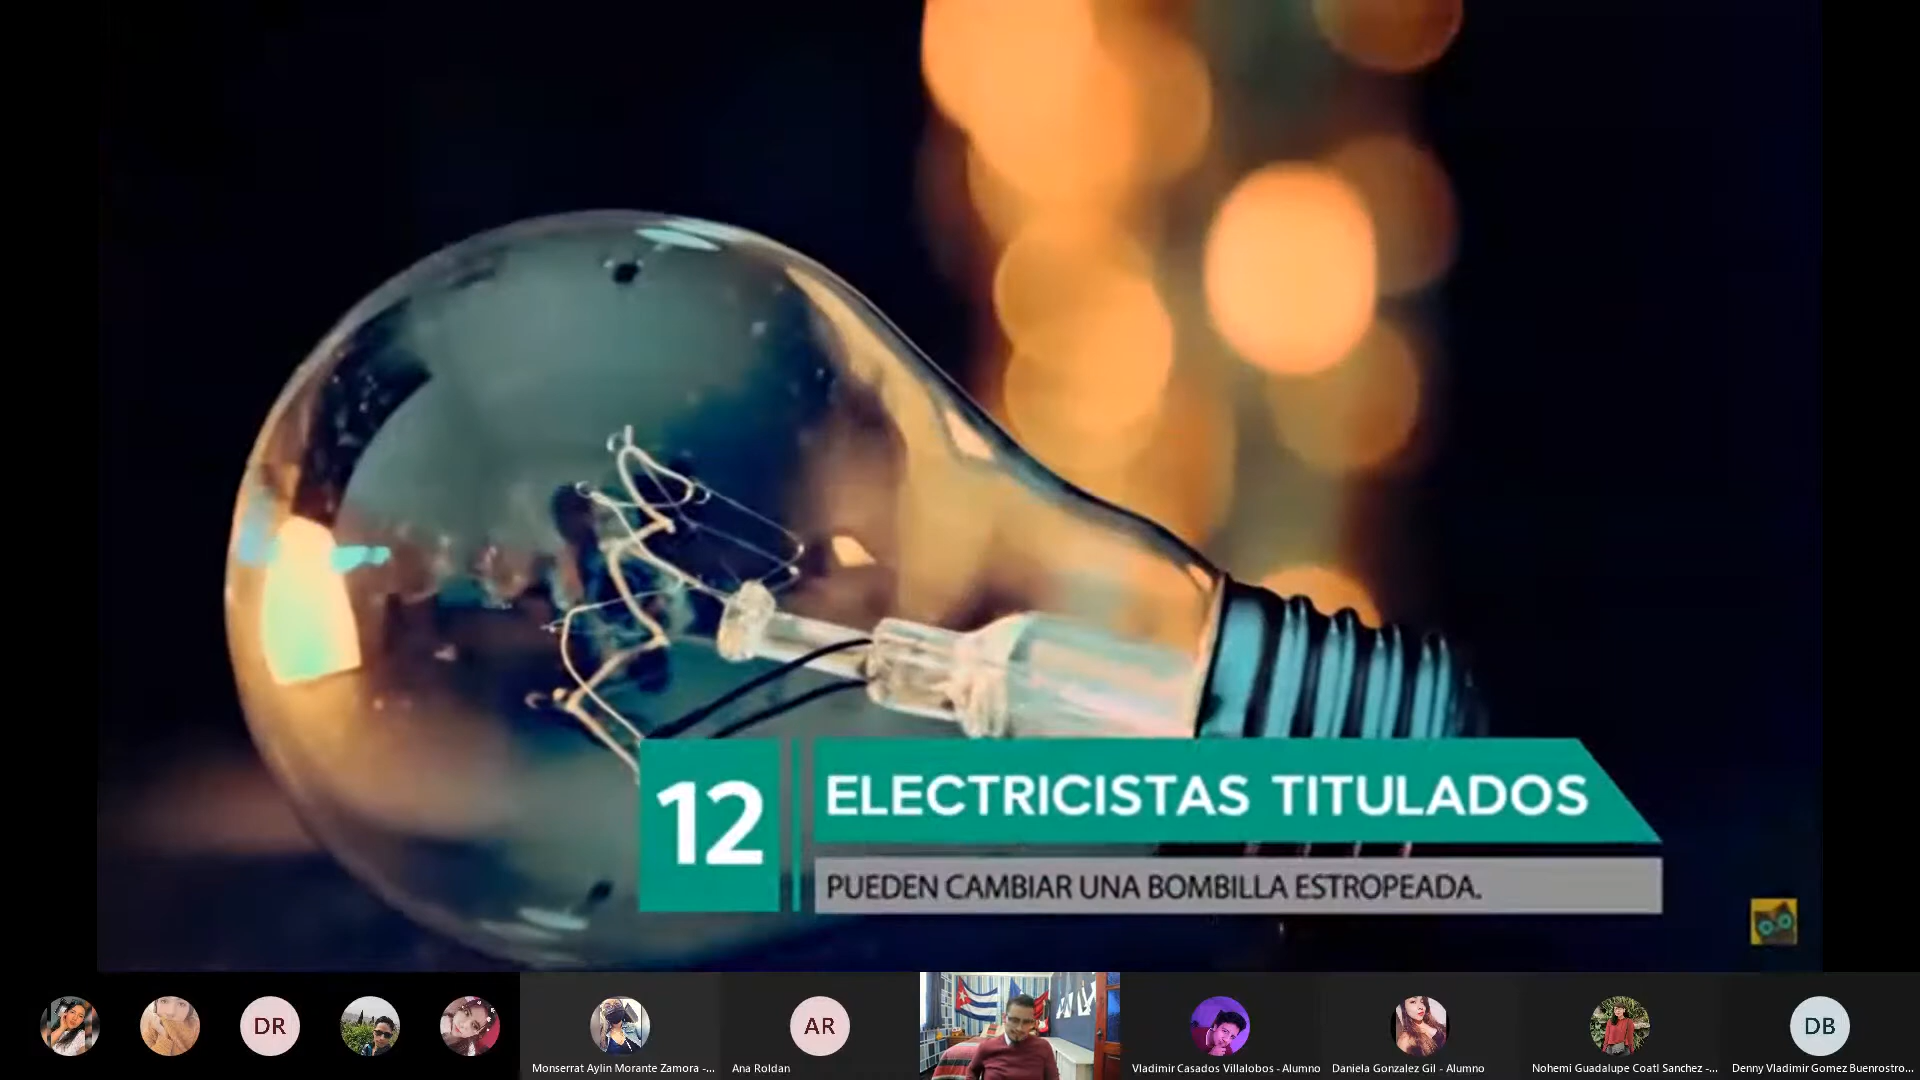 12
ELECTRICISTAS TITULADOS
PUEDEN CAMBIAR UNA BOMBILLA ESTROPEADA.
DR
Monserrat Aylin Morante Zamora -...
AR
Ana Roldan
Vladimir Casados Villalobos - Alumno
Daniela Gonzalez Gil - Alumno
Nohemi Guadalupe Coatl Sanchez -...
DB
Denny Vladimir Gomez Buenrostro...